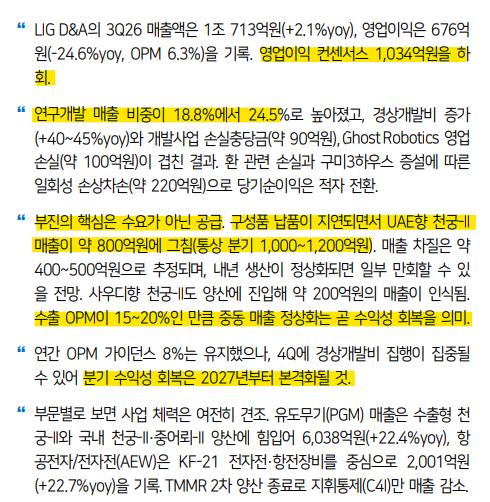 “ LIG D&A의 3Q26 매출액은 1조 713억원(+2.1%yoy), 영업이익은 676억
원(-24.6%yoy, OPM 6.3%)을 기록. 영업이익 컨센서스 1,034억원을 하
회.
“ 연구개발 매출 비중이 18.8%에서 24.5%로 높아졌고, 경상개발비 증가
(+40~45%yoy)와 개발사업 손실충당금(약 90억원), Ghost Robotics 영업
손실(약 100억원)이 겹친 결과. 환 관련 손실과 구미3하우스 증설에 따른
일회성 손상차손(약 220억원)으로 당기순이익은 적자 전환.
“ 부진의 핵심은 수요가 아닌 공급. 구성품 납품이 지연되면서 UAE향 천궁-II
매출이 약 800억원에 그침(통상 분기 1,000~1,200억원). 매출 차질은 약
400~500억원으로 추정되며, 내년 생산이 정상화되면 일부 만회할 수 있
을 전망. 사우디향 천궁-II도 양산에 진입해 약 200억원의 매출이 인식됨.
수출 OPM이 15~20%인 만큼 중동 매출 정상화는 곧 수익성 회복을 의미.
“ 연간 OPM 가이던스 8%는 유지했으나, 4Q에 경상개발비 집행이 집중될
수 있어 분기 수익성 회복은 2027년부터 본격화될 것.
“ 부문별로 보면 사업 체력은 여전히 견조. 유도무기(PGM) 매출은 수출형 천
궁-II와 국내 천궁-II·중어뢰-II 양산에 힘입어 6,038억원(+22.4%yoy), 항
공전자/전자전(AEW)은 KF-21 전자전·항전장비를 중심으로 2,001억원
(+22.7%yoy)을 기록. TMMR 2차 양산 종료로 지휘통제(C4I)만 매출 감소.